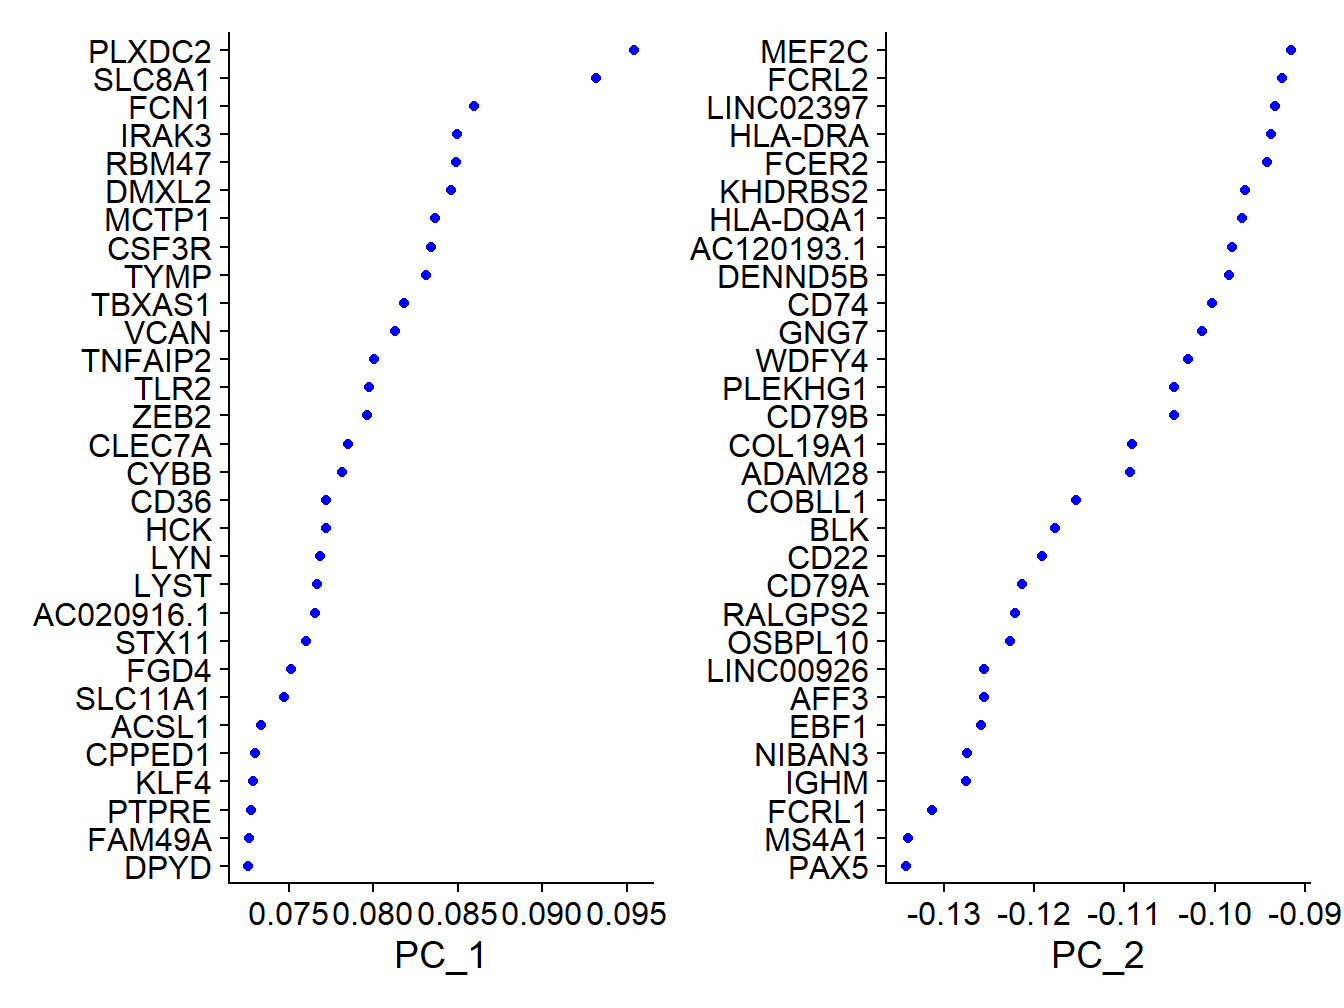 PLXDC2
SLC8A1
FCN1
IRAK3
RBM47
DMXL2
MCTP1
CSF3R
TYMP
TBXAS1
VCAN
TNFAIP2
TLR2
ZEB2
CLEC7A
CYBB
CD36
HCK
LYN
LYST
AC020916.1
STX11
FGD4
SLC11A1
ACSL1
CPPED1
KLF4
PTPRE
FAM49A
DPYD
0.075 0.080 0.085 0.090 0.095
PC_1
MEF2C
FCRL2
LINC02397
HLA-DRA
FCER2
KHDRBS2
HLA-DQA1
AC120193.1
DENND5B
CD74
GNG7
WDFY4
PLEKHG1
CD79B
COL19A1
ADAM28
COBLL1
BLK
CD22
CD79A
RALGPS2
OSBPL10
LINC00926
AFF3
EBF1
NIBAN3
IGHM
FCRL1
MS4A1
PAX5
-0.13 -0.12 -0.11 -0.10 -0.09
PC_2